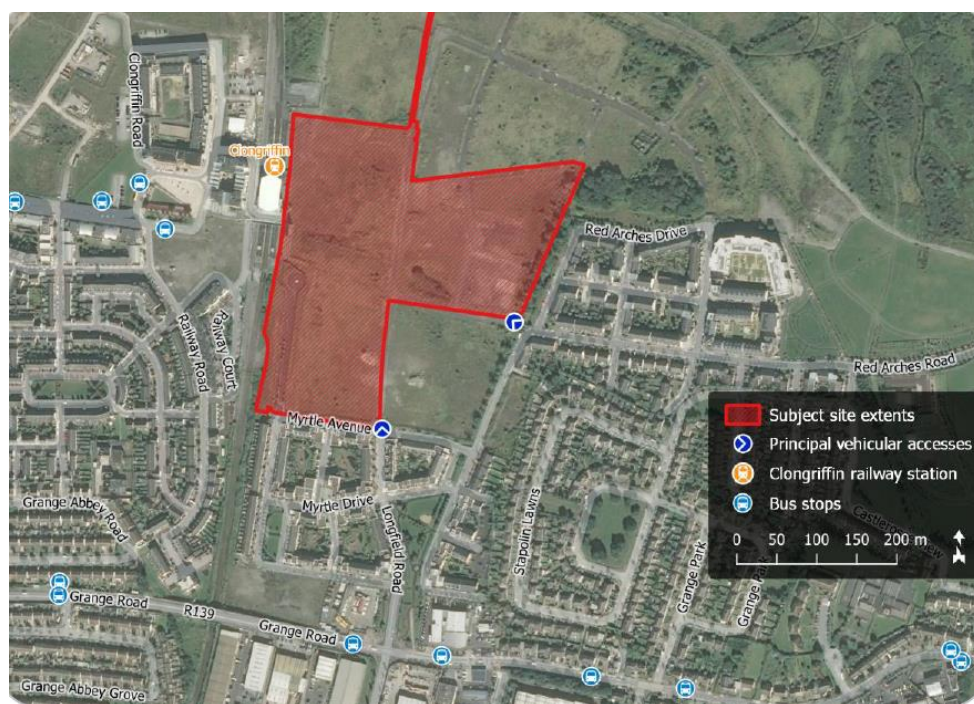 Clongriffin Road
Clongriffin
Red Arches Drive
Railway Court
Railway Road
Red Arches Road
Myrtle Avenue
Subject site extents
Principal vehicular accesses
Clongriffin railway station
Bus stops
0 50 100 150 200 m
Grange Abbey
Road
Myrtle Drive
Longfield Road
Stapolin Lawns
Grange Park
Grange Road
R139
Grange Road
Grange Abbey Grove